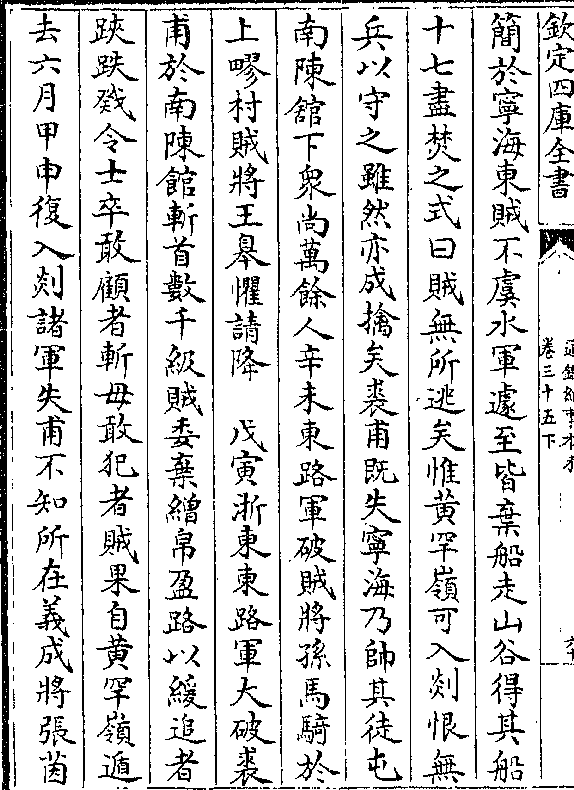 欽定四庫全書
通鑑紀事本末
卷三十五下
六十
簡於寧海東賊不虞水軍遽至皆棄船走山谷得其船
十七盡焚之式曰賊無所逃矣惟黃罕嶺可入剡恨無
兵以守之雖然亦成擒矣裘甫既失寧海乃帥其徒屯
南陳館下衆尚萬餘人辛未東路軍破賊將孫馬騎於
上疁村賊將王皋懼請降　戊寅浙東東路軍大破裘
甫於南陳館斬首數千級賊委棄繒帛盈路以緩追者
跌跌戣令士卒敢顧者斬毋敢犯者賊果自黃罕嶺遁
去六月甲申復入剡諸軍失甫不知所在義成將張茵